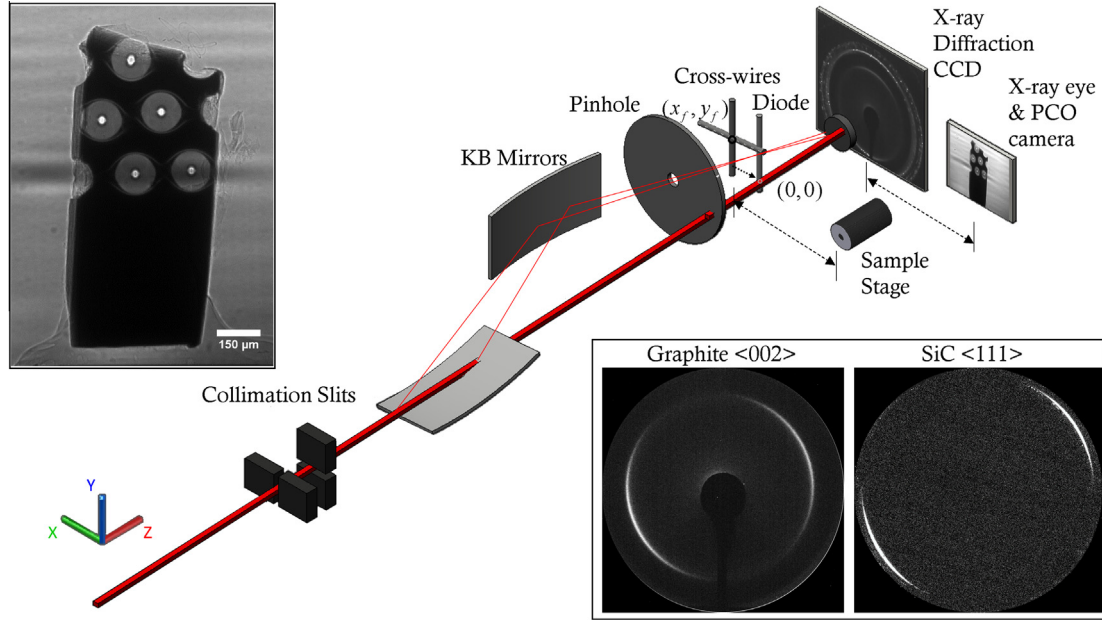 150 μm
X-ray
Diffraction
CCD
Cross-wires
Diode
Pinhole
(x_f, y_f)
X-ray eye
& PCO
camera
KB Mirrors
(0,0)
Sample
Stage
Collimation Slits
Y
X
Z
Graphite <002>
SiC <111>